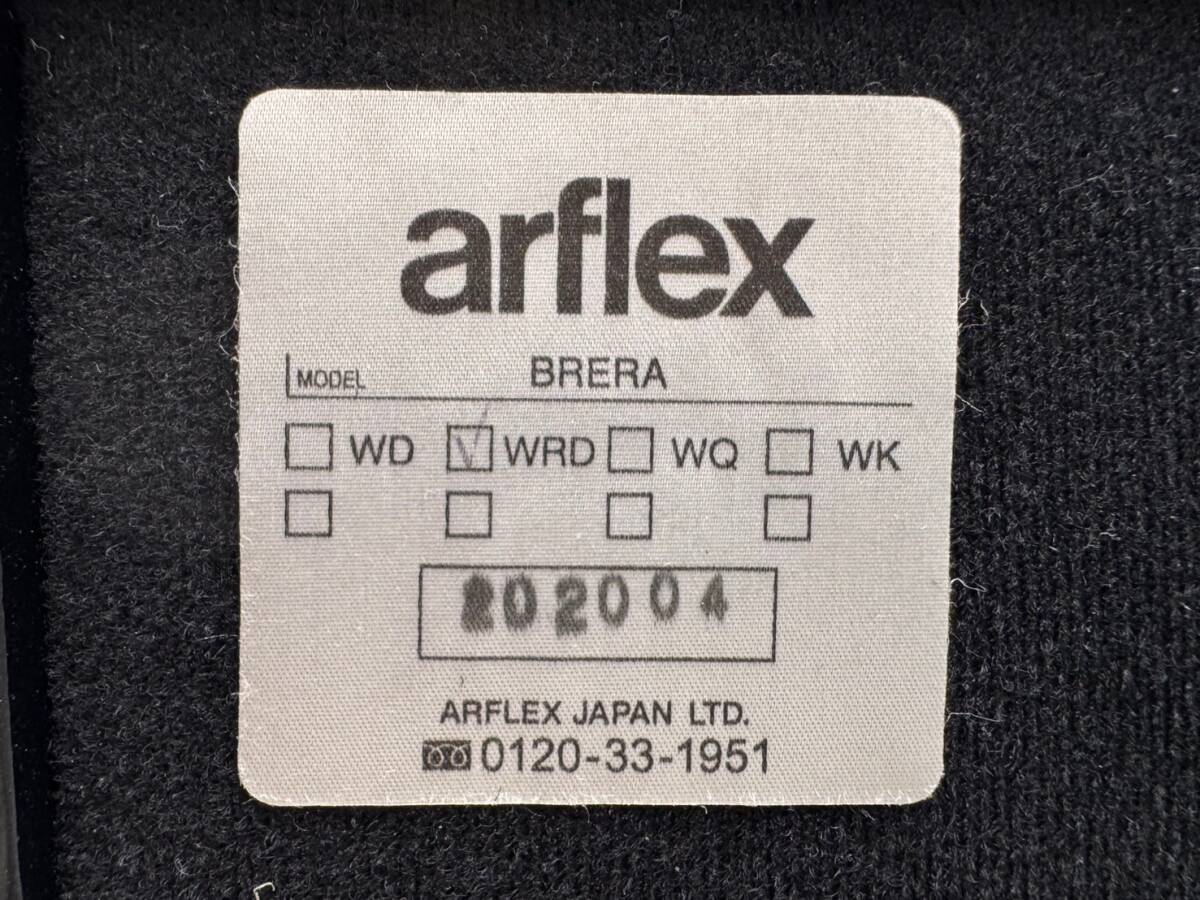 arflex
MODEL BRERA
☐ WD ☑ WRD ☐ WQ ☐ WK
☐ ☐ ☐ ☐
202004
ARFLEX JAPAN LTD.
0120-33-1951